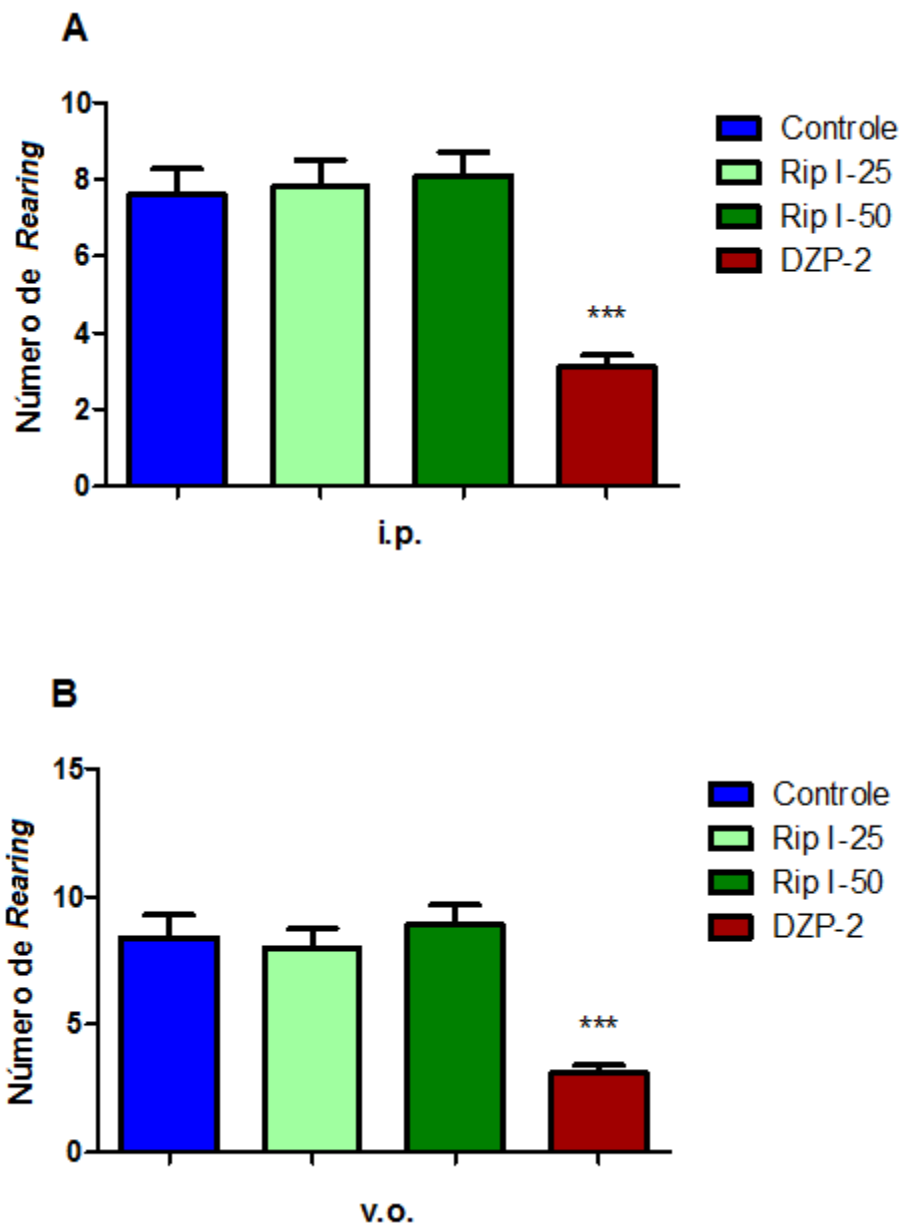 A
10
8
6
4
2
0
Número de Rearing
***
i.p.
Controle
Rip I-25
Rip I-50
DZP-2
B
15
10
5
0
Número de Rearing
***
v.o.
Controle
Rip I-25
Rip I-50
DZP-2